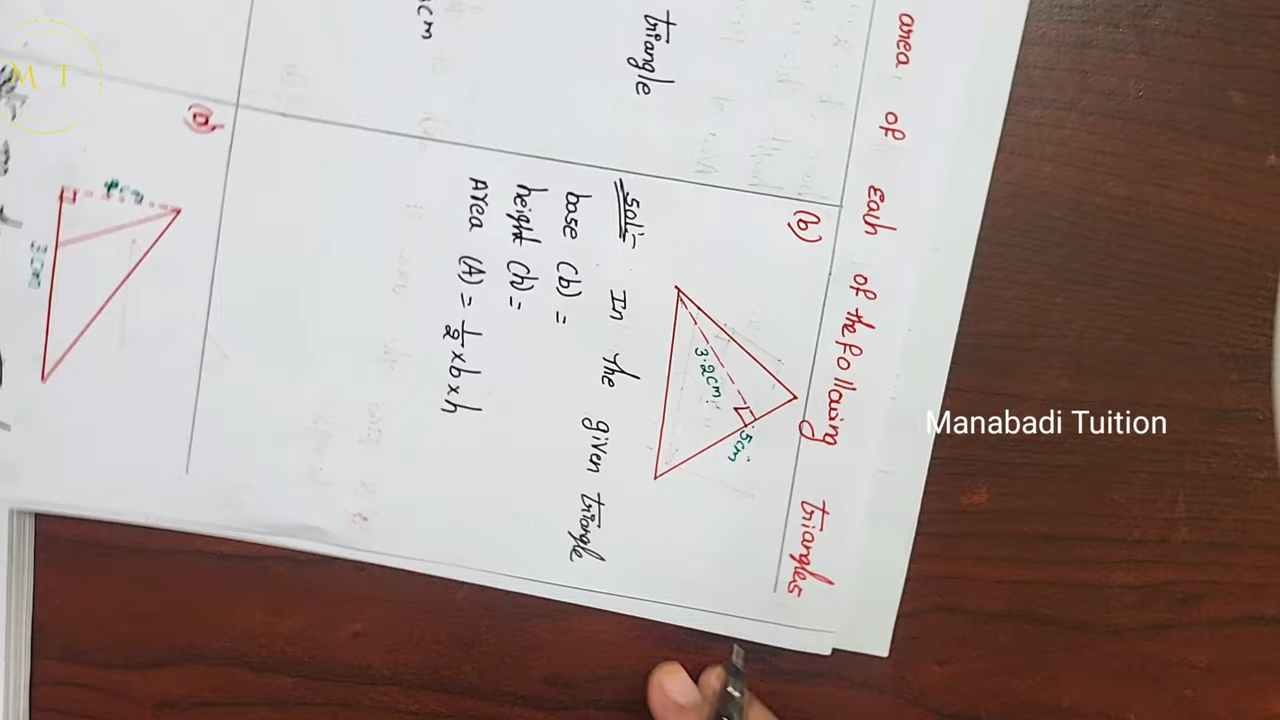 area of each of the following triangles
triangle
cm
(b)
3.2cm
5cm
Sol:- In the given triangle
base (b) =
height (h) =
Area (A) = 1/2 × b × h
(d)
3cm
M T
Manabadi Tuition